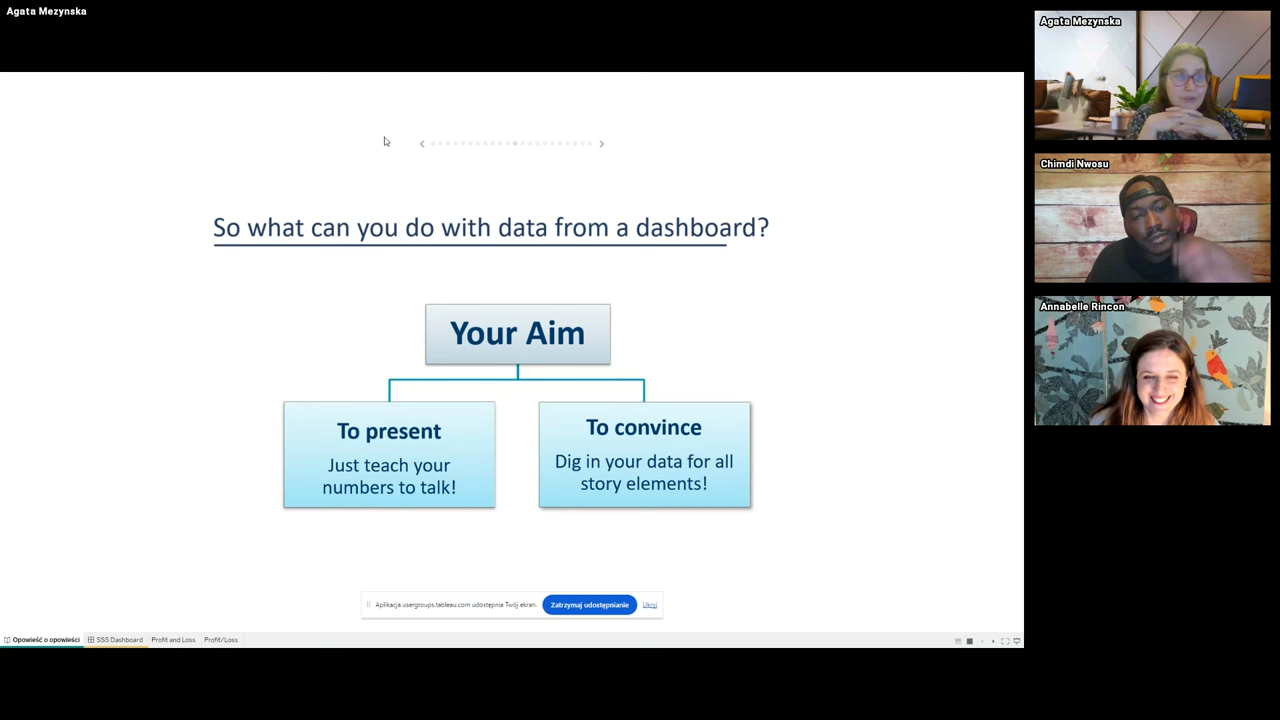 Agata Mezynska
So what can you do with data from a dashboard?
Your Aim
To present
Just teach your
numbers to talk!
To convince
Dig in your data for all
story elements!
Aplikacja usergroups.tableau.com udostępnia Twój ekran.
Zatrzymaj udostępnianie
Ukryj
Opowieść o opowieści
SSS Dashboard
Profit and Loss
Profit/Loss
Agata Mezynska
Chimdi Nwosu
Annabelle Rincon